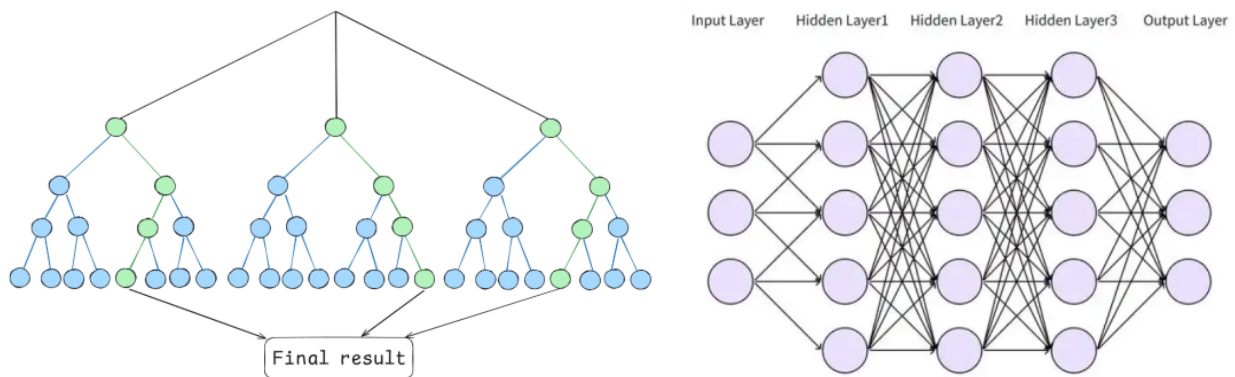 Input Layer Hidden Layer1 Hidden Layer2 Hidden Layer3 Output Layer
Final result